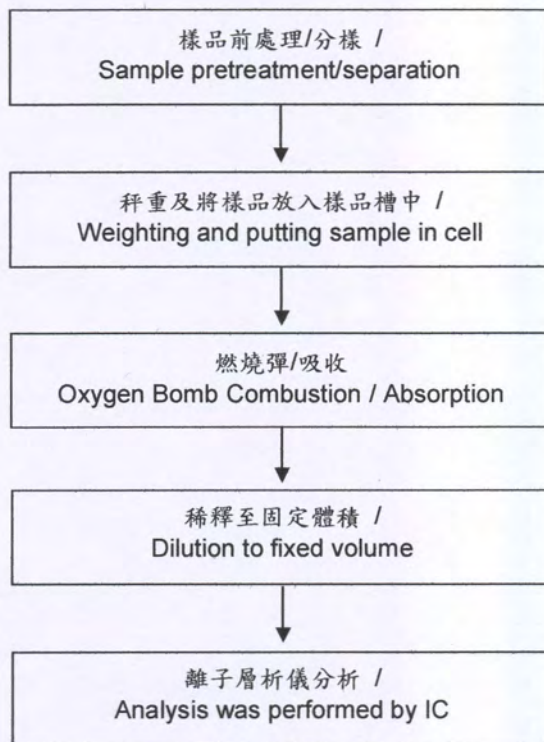 樣品前處理/分樣 /
Sample pretreatment/separation
秤重及將樣品放入樣品槽中 /
Weighting and putting sample in cell
燃燒彈/吸收
Oxygen Bomb Combustion / Absorption
稀釋至固定體積 /
Dilution to fixed volume
離子層析儀分析 /
Analysis was performed by IC